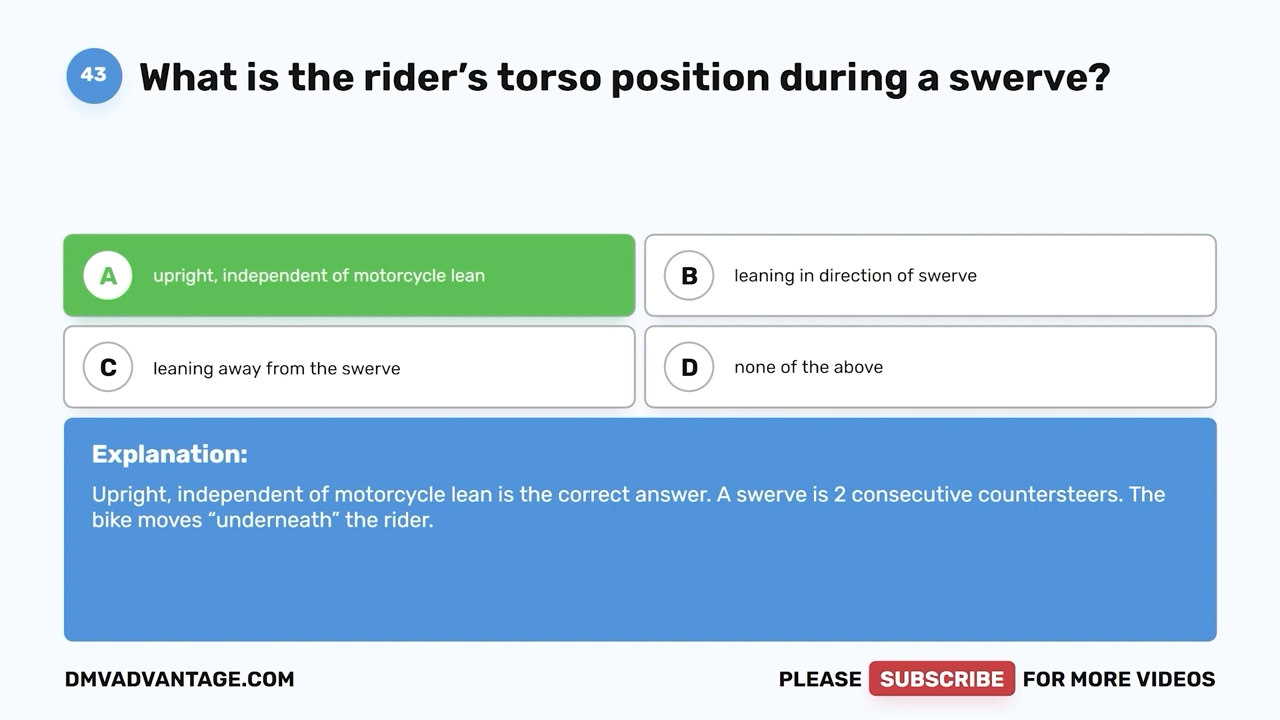 43 What is the rider’s torso position during a swerve?
A upright, independent of motorcycle lean
B leaning in direction of swerve
C leaning away from the swerve
D none of the above
Explanation:
Upright, independent of motorcycle lean is the correct answer. A swerve is 2 consecutive countersteers. The
bike moves “underneath” the rider.
DMVADVANTAGE.COM
PLEASE SUBSCRIBE FOR MORE VIDEOS